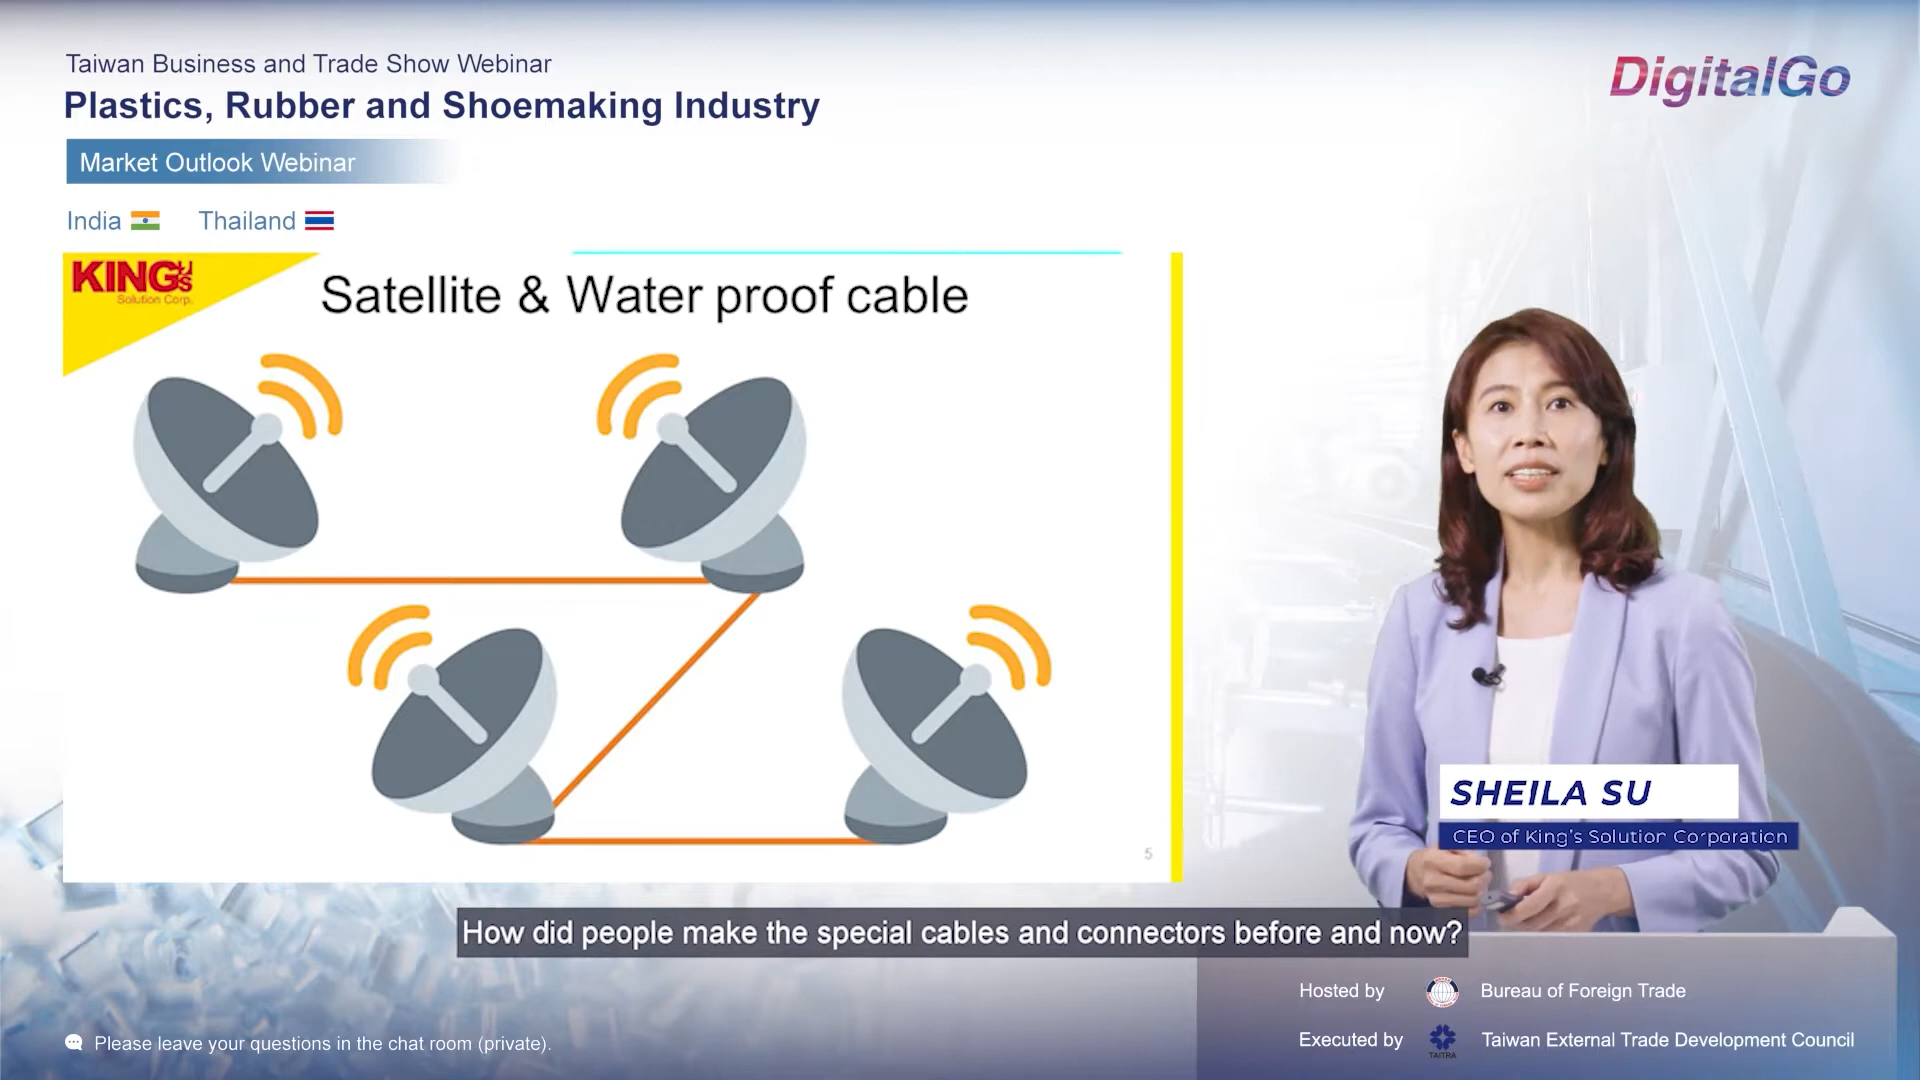 Taiwan Business and Trade Show Webinar
DigitalGo
Plastics, Rubber and Shoemaking Industry
Market Outlook Webinar
India Thailand
KING'S
Solution Corp.
Satellite & Water proof cable
5
SHEILA SU
CEO of King's Solution Corporation
How did people make the special cables and connectors before and now?
Hosted by Bureau of Foreign Trade
Executed by TAITRA Taiwan External Trade Development Council
Please leave your questions in the chat room (private).